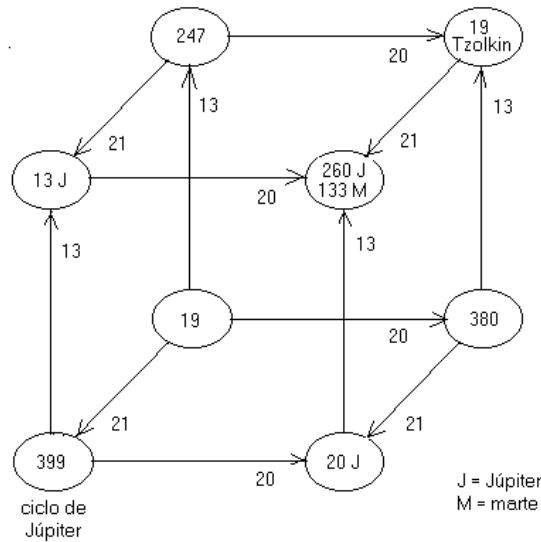 247
19
Tzolkin
20
13
13
21
21
13 J
260 J
133 M
20
13
13
19
380
20
21
21
399
20 J
20
ciclo de
Júpiter
J = Júpiter
M = marte